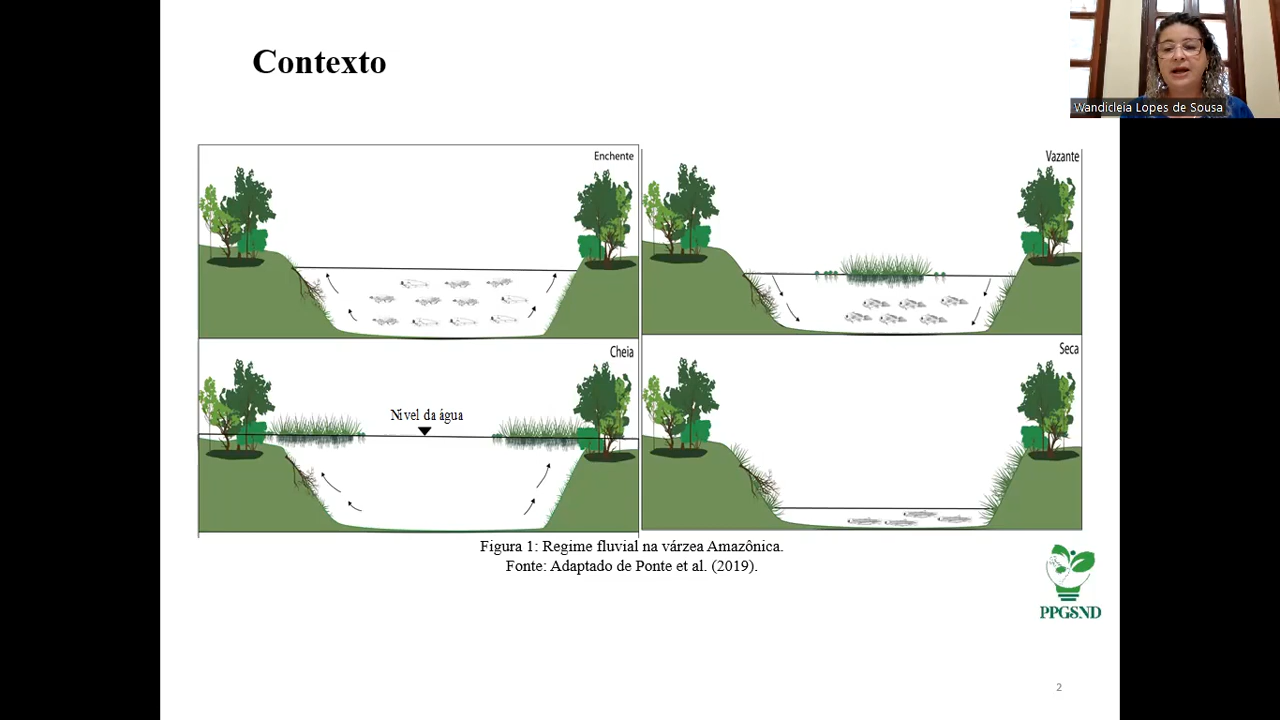 Contexto
Wandicleia Lopes de Sousa
Enchente
Vazante
Cheia
Nível da água
Seca
Figura 1: Regime fluvial na várzea Amazônica.
Fonte: Adaptado de Ponte et al. (2019).
PPGSND
2